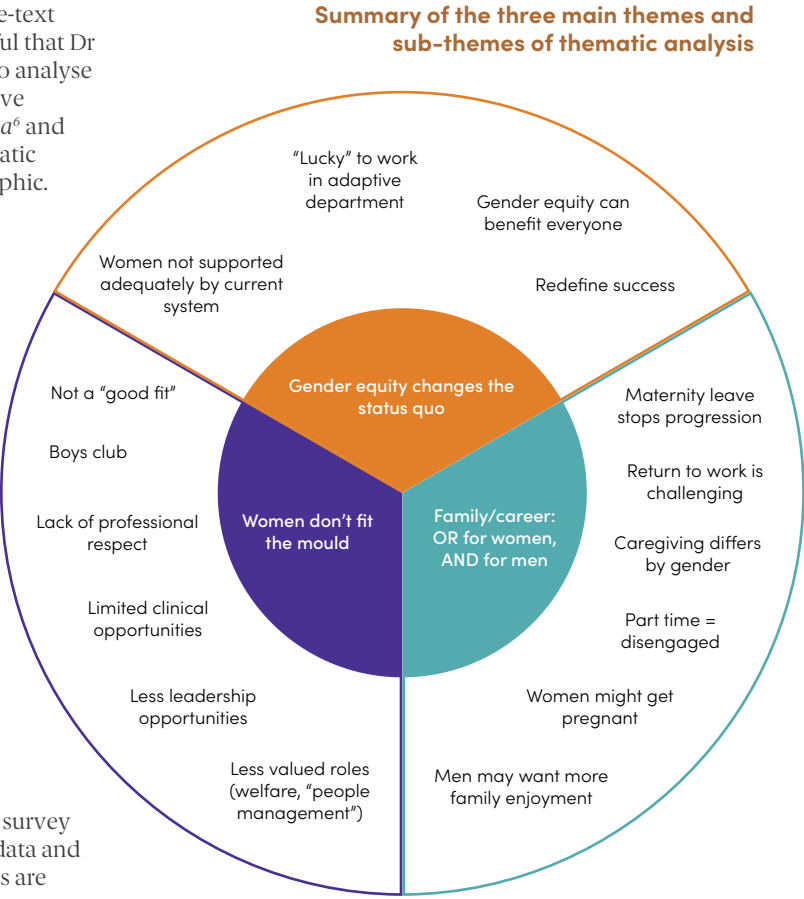 e-text
ful that Dr
o analyse
ve
a⁶ and
atic
phic.
Summary of the three main themes and
sub-themes of thematic analysis
"Lucky" to work
in adaptive
department
Gender equity can
benefit everyone
Women not supported
adequately by current
system
Redefine success
Gender equity changes the
status quo
Not a "good fit"
Boys club
Lack of professional
respect
Limited clinical
opportunities
Less leadership
opportunities
Less valued roles
(welfare, "people
management")
Women don't fit
the mould
Family/career:
OR for women,
AND for men
Maternity leave
stops progression
Return to work is
challenging
Caregiving differs
by gender
Part time =
disengaged
Women might get
pregnant
Men may want more
family enjoyment
survey
data and
s are